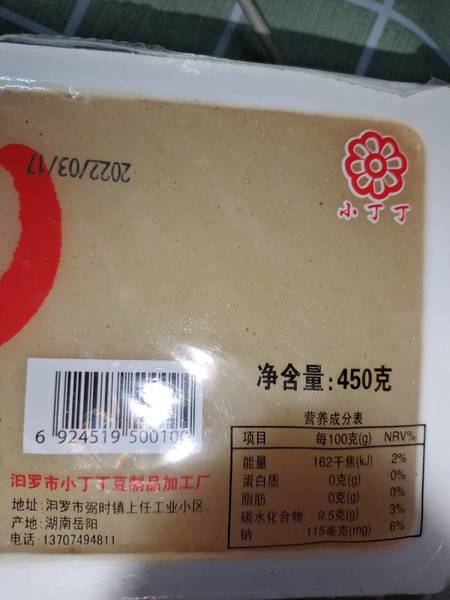 2022/03/17
小丁丁
净含量:450克
营养成分表
项目 每100克(g) NRV%
能量 162千焦(kJ) 2%
蛋白质 0克(g) 0%
脂肪 0克(g) 0%
碳水化合物 9.5克(g) 3%
钠 115毫克(mg) 6%
6 924519 500100
汨罗市小丁丁豆制品加工厂
地址:汨罗市弼时镇上任工业小区
产地:湖南岳阳
电话:13707494811